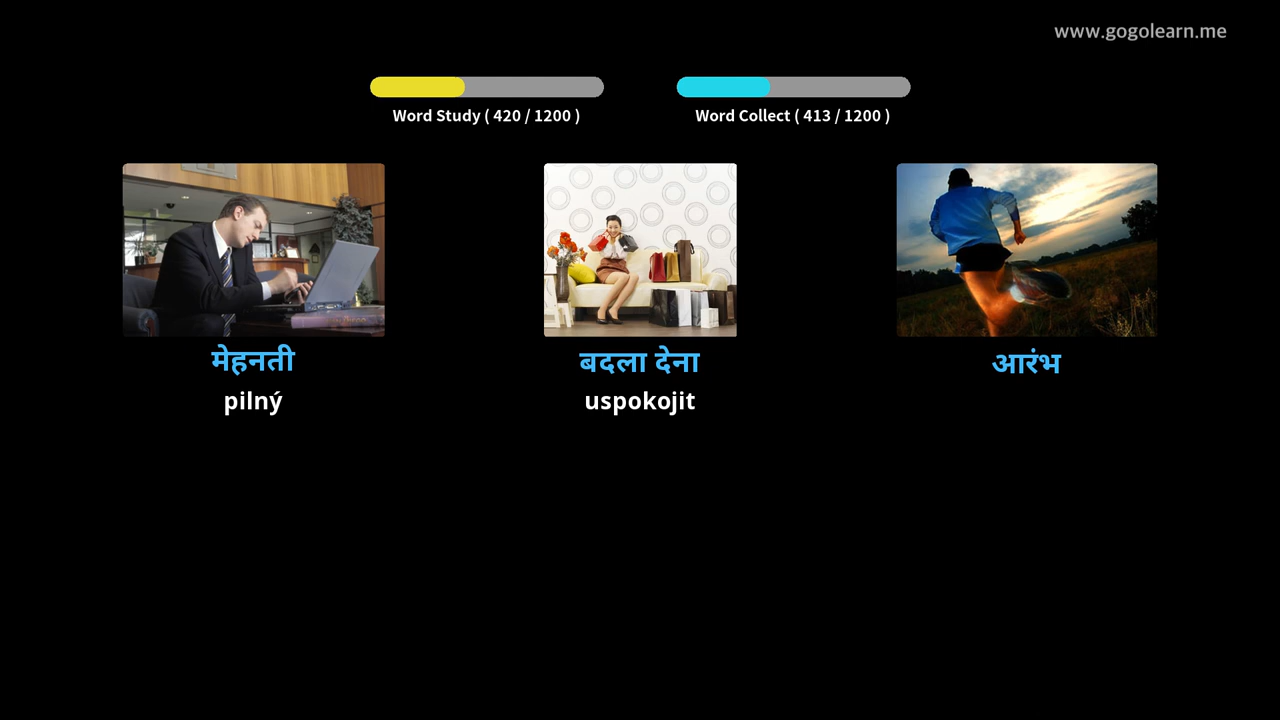 www.gogolearn.me
Word Study ( 420 / 1200 )
Word Collect ( 413 / 1200 )
मेहनती
बदला देना
आरंभ
pilný
uspokojit